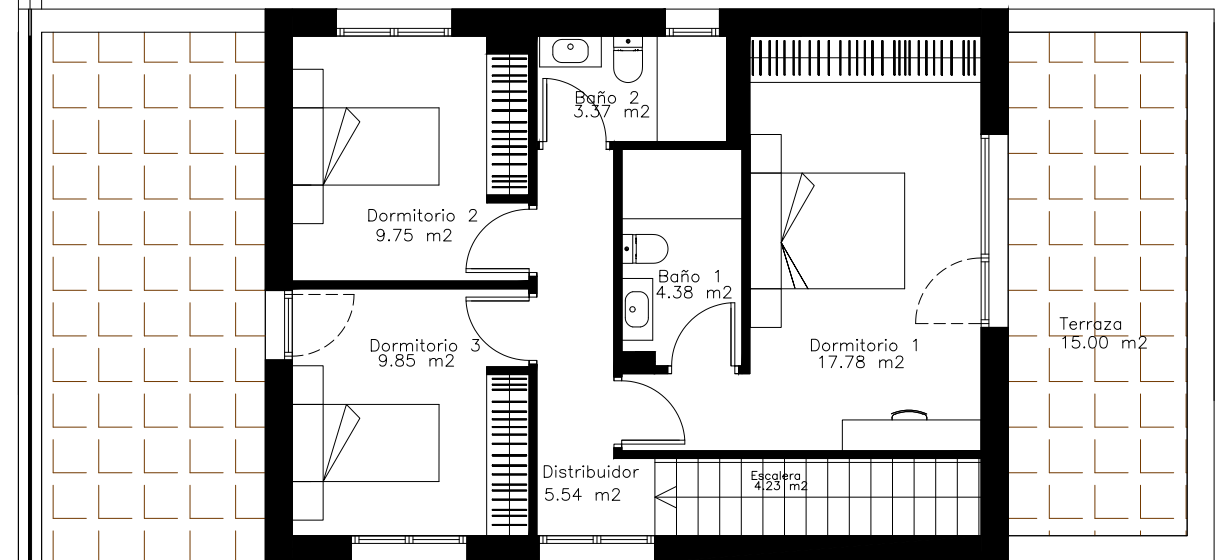 Baño 2
3.37 m2
Dormitorio 2
9.75 m2
Baño 1
4.38 m2
Dormitorio 3
9.85 m2
Dormitorio 1
17.78 m2
Terraza
15.00 m2
Distribuidor
5.54 m2
Escalera
4.23 m2